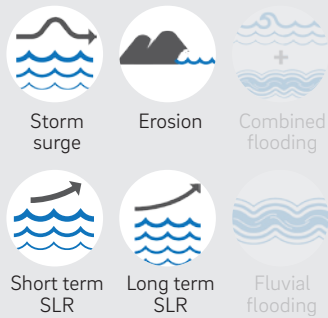 Storm
surge
Erosion
Combined
flooding
Short term
SLR
Long term
SLR
Fluvial
flooding